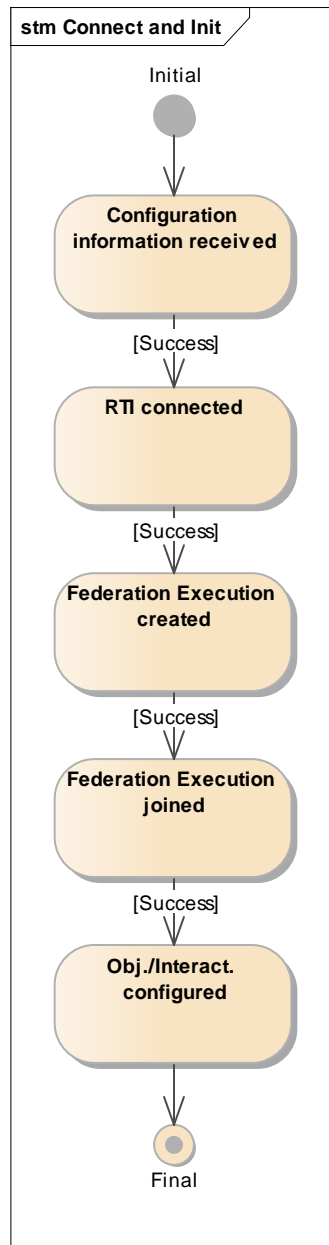 stm Connect and Init
Initial
Configuration
information received
[Success]
RTI connected
[Success]
Federation Execution
created
[Success]
Federation Execution
joined
[Success]
Obj./Interact.
configured
Final